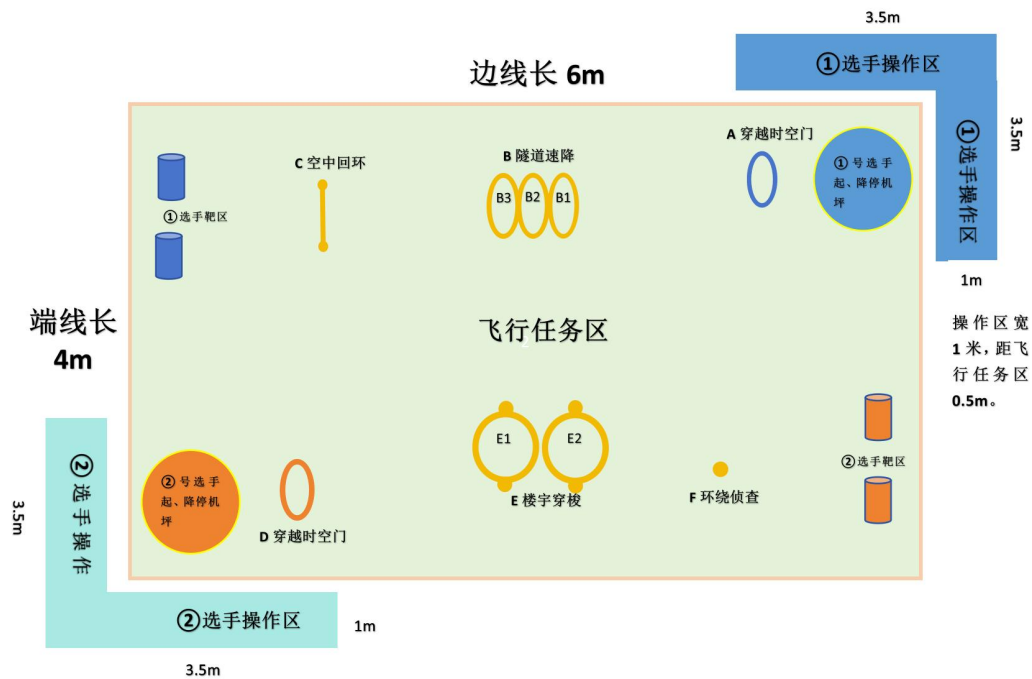 3.5m
①选手操作区
边线长 6m
①选手操作区
3.5m
A 穿越时空门
①号选手
起、降停机
坪
C 空中回环
B 隧道速降
B3
B2
B1
①选手靶区
1m
端线长
4m
飞行任务区
操作区宽
1 米，距飞
行任务区
0.5m。
②选手操作
3.5m
②号选手
起、降停机
坪
D 穿越时空门
E1
E2
E 楼宇穿梭
F 环绕侦查
②选手靶区
②选手操作区
1m
3.5m